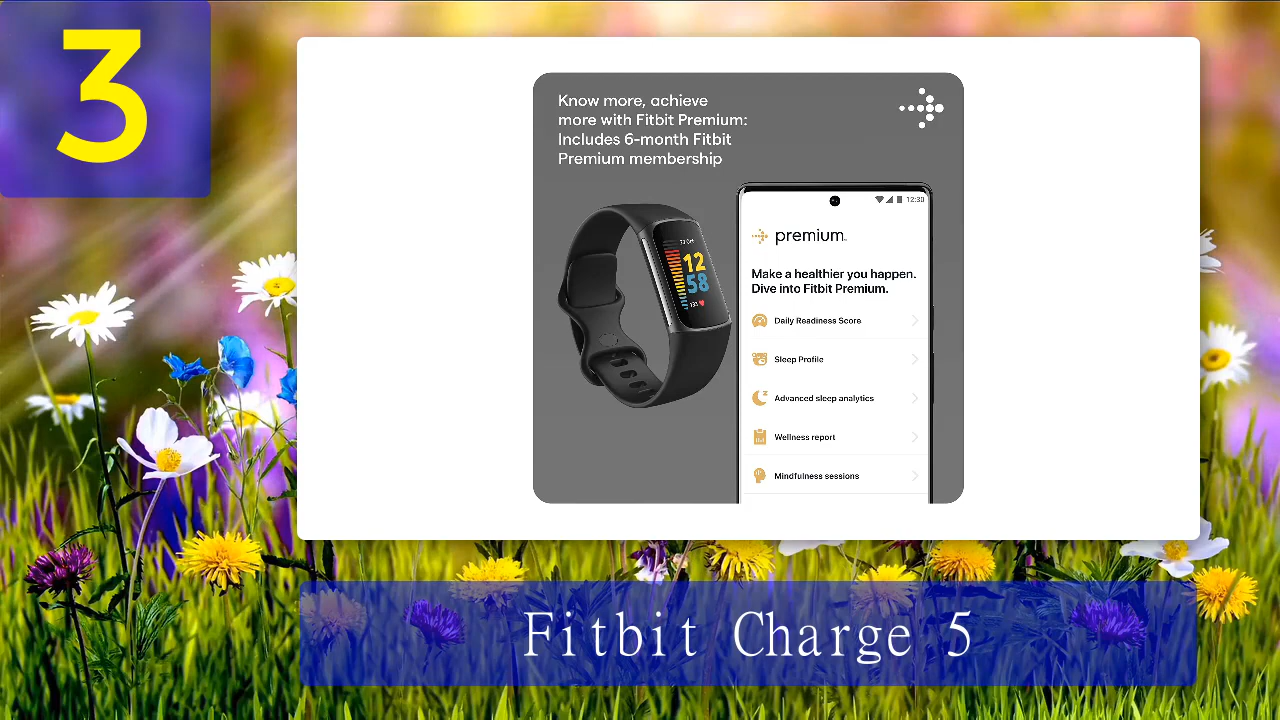 3
Know more, achieve
more with Fitbit Premium:
Includes 6-month Fitbit
Premium membership
12:30
premium
Make a healthier you happen.
Dive into Fitbit Premium.
12
58
Daily Readiness Score
Sleep Profile
Advanced sleep analytics
Wellness report
Mindfulness sessions
Fitbit Charge 5